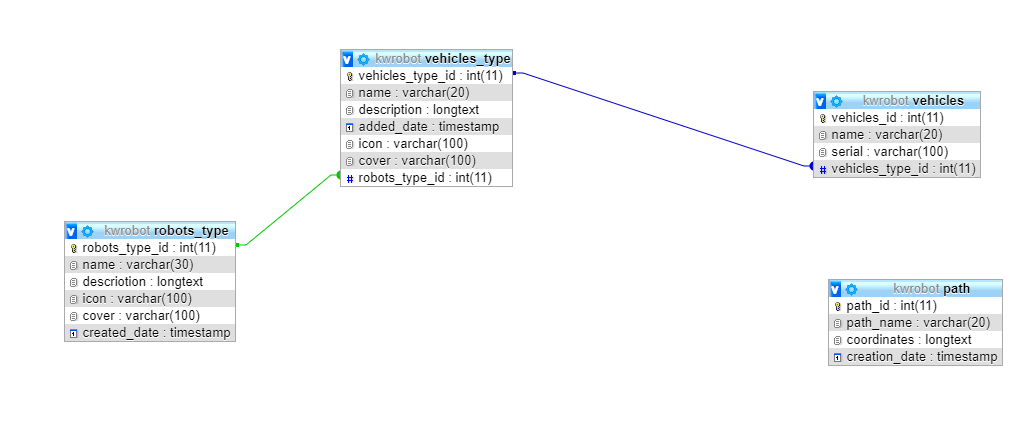 kwrobot vehicles_type
vehicles_type_id : int(11)
name : varchar(20)
description : longtext
added_date : timestamp
icon : varchar(100)
cover : varchar(100)
# robots_type_id : int(11)
kwrobot vehicles
vehicles_id : int(11)
name : varchar(20)
serial : varchar(100)
# vehicles_type_id : int(11)
kwrobot robots_type
robots_type_id : int(11)
name : varchar(30)
descriotion : longtext
icon : varchar(100)
cover : varchar(100)
created_date : timestamp
kwrobot path
path_id : int(11)
path_name : varchar(20)
coordinates : longtext
creation_date : timestamp